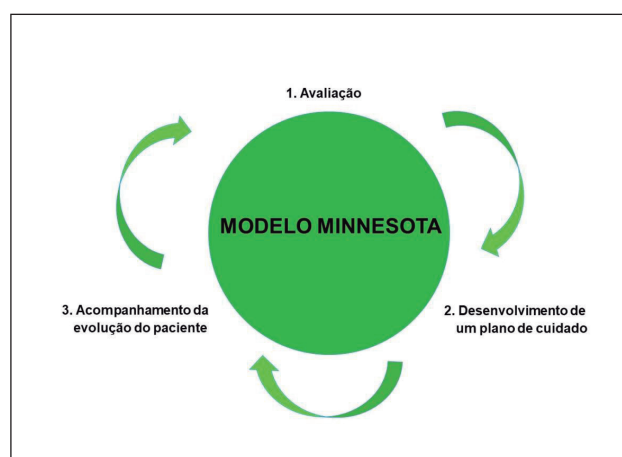 1. Avaliação
MODELO MINNESOTA
3. Acompanhamento da
evolução do paciente
2. Desenvolvimento de
um plano de cuidado